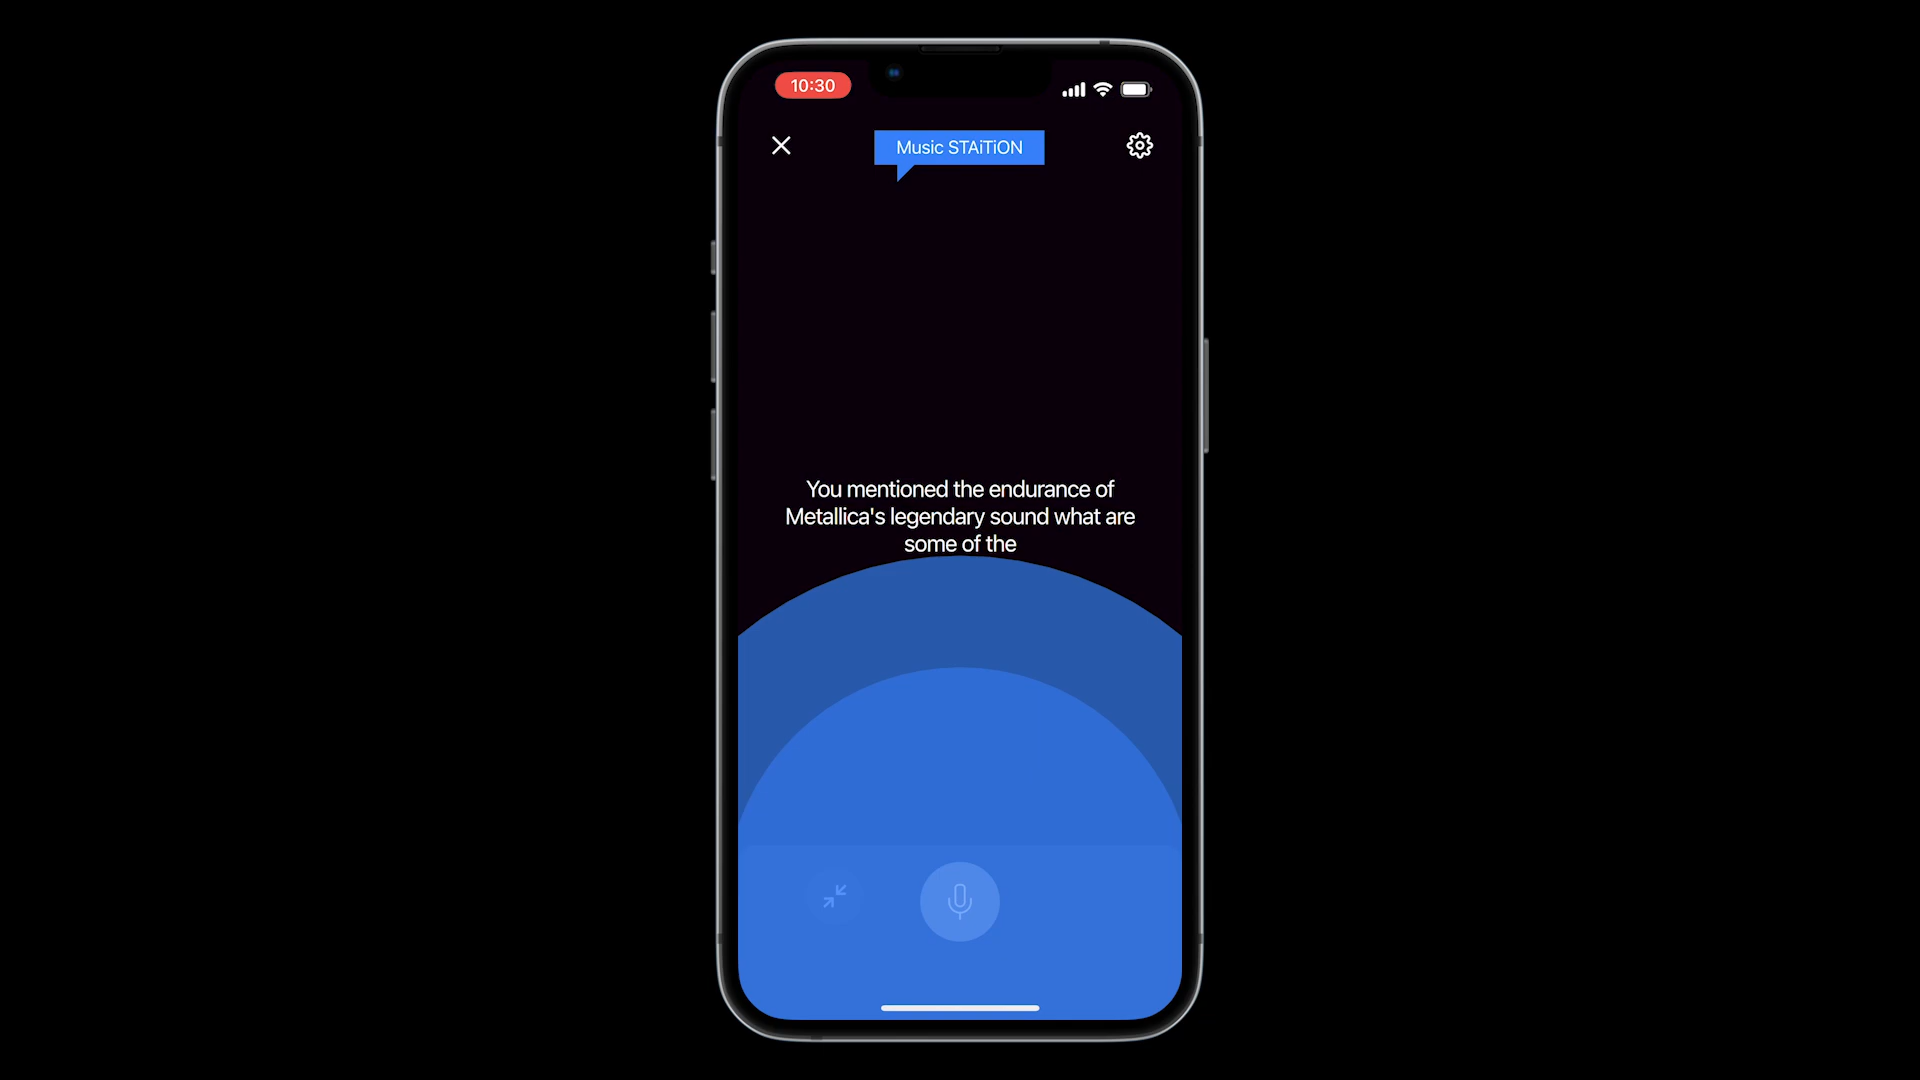 10:30
Music STAiTiON
You mentioned the endurance of
Metallica's legendary sound what are
some of the